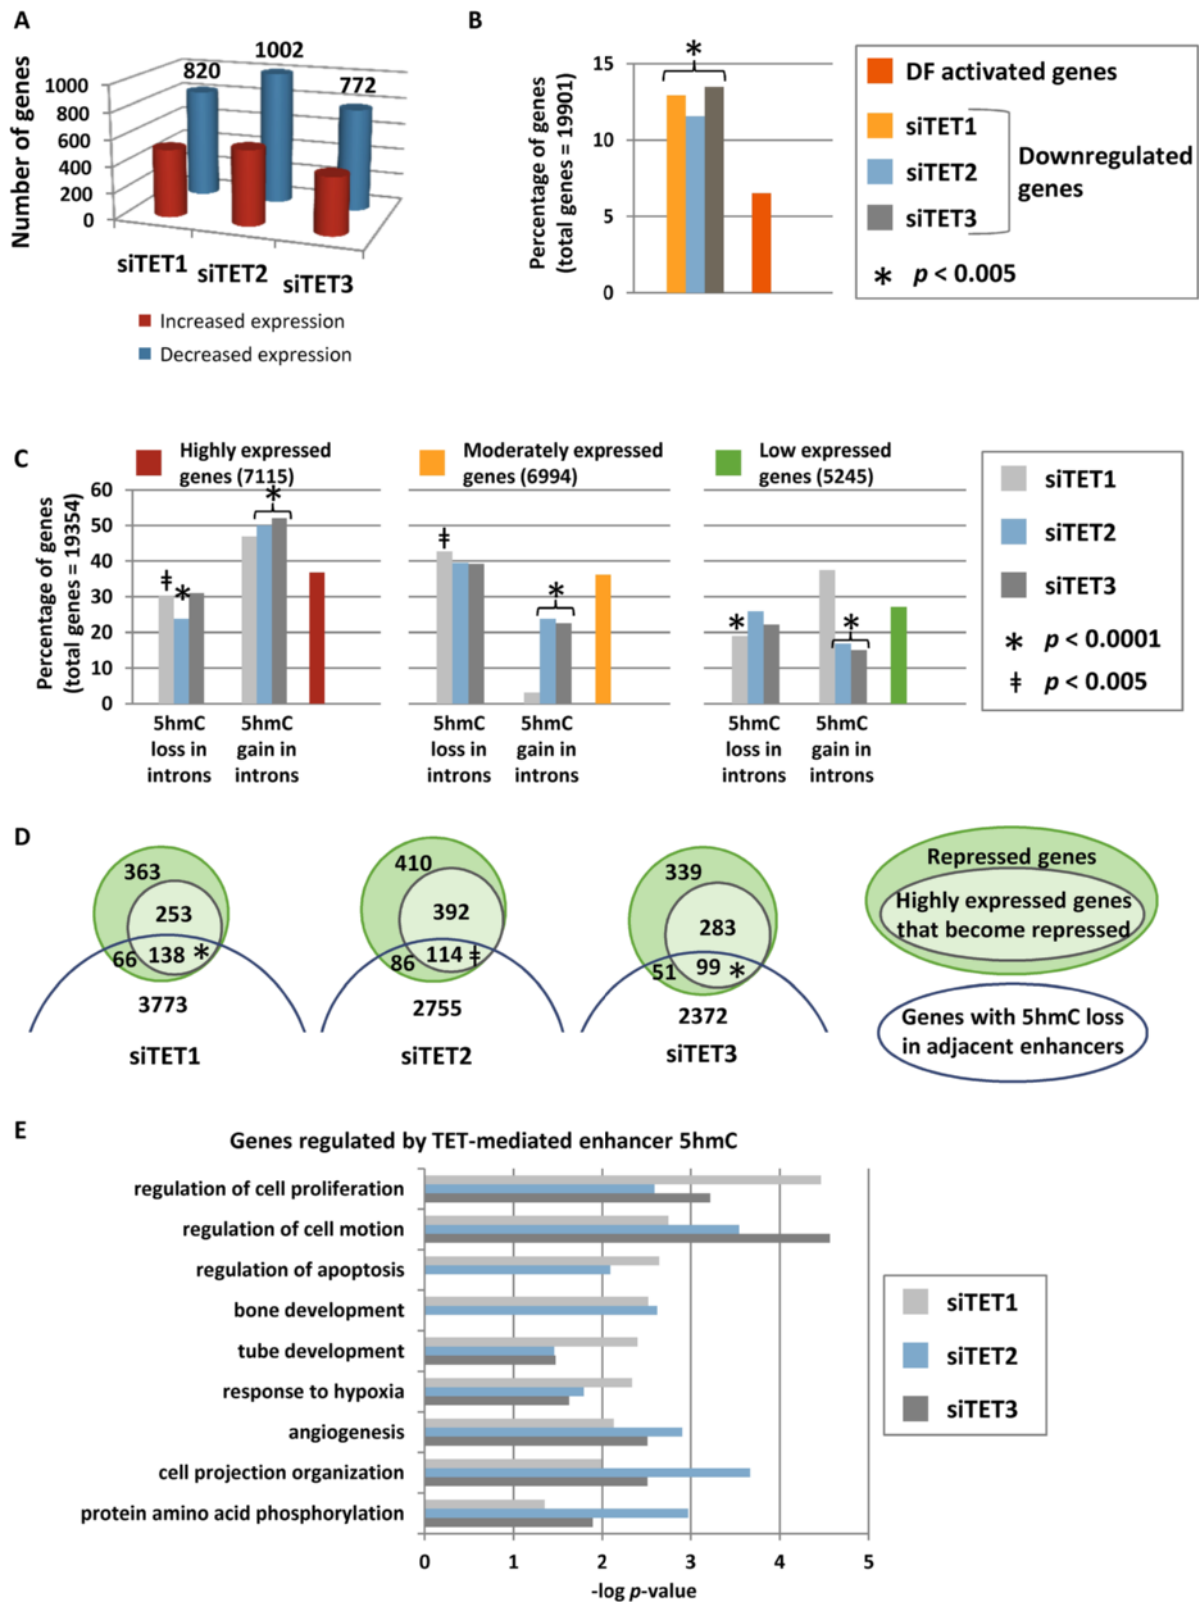 A
Number of genes
1000
800
600
400
200
0
820
1002
772
siTET1
siTET2
siTET3
Increased expression
Decreased expression
B
Percentage of genes
(total genes = 19901)
15
10
5
0
*
DF activated genes
siTET1
siTET2
siTET3
Downregulated
genes
* p < 0.005
C
Percentage of genes
(total genes = 19354)
60
50
40
30
20
10
0
Highly expressed
genes (7115)
Moderately expressed
genes (6994)
Low expressed
genes (5245)
ǂ
*
*
ǂ
*
*
*
5hmC
loss in
introns
5hmC
gain in
introns
5hmC
loss in
introns
5hmC
gain in
introns
5hmC
loss in
introns
5hmC
gain in
introns
siTET1
siTET2
siTET3
* p < 0.0001
ǂ p < 0.005
D
363
253
66
138 *
3773
siTET1
410
392
86
114 ǂ
2755
siTET2
339
283
51
99 *
2372
siTET3
Repressed genes
Highly expressed genes
that become repressed
Genes with 5hmC loss
in adjacent enhancers
E
Genes regulated by TET-mediated enhancer 5hmC
regulation of cell proliferation
regulation of cell motion
regulation of apoptosis
bone development
tube development
response to hypoxia
angiogenesis
cell projection organization
protein amino acid phosphorylation
0 1 2 3 4 5
-log p-value
siTET1
siTET2
siTET3